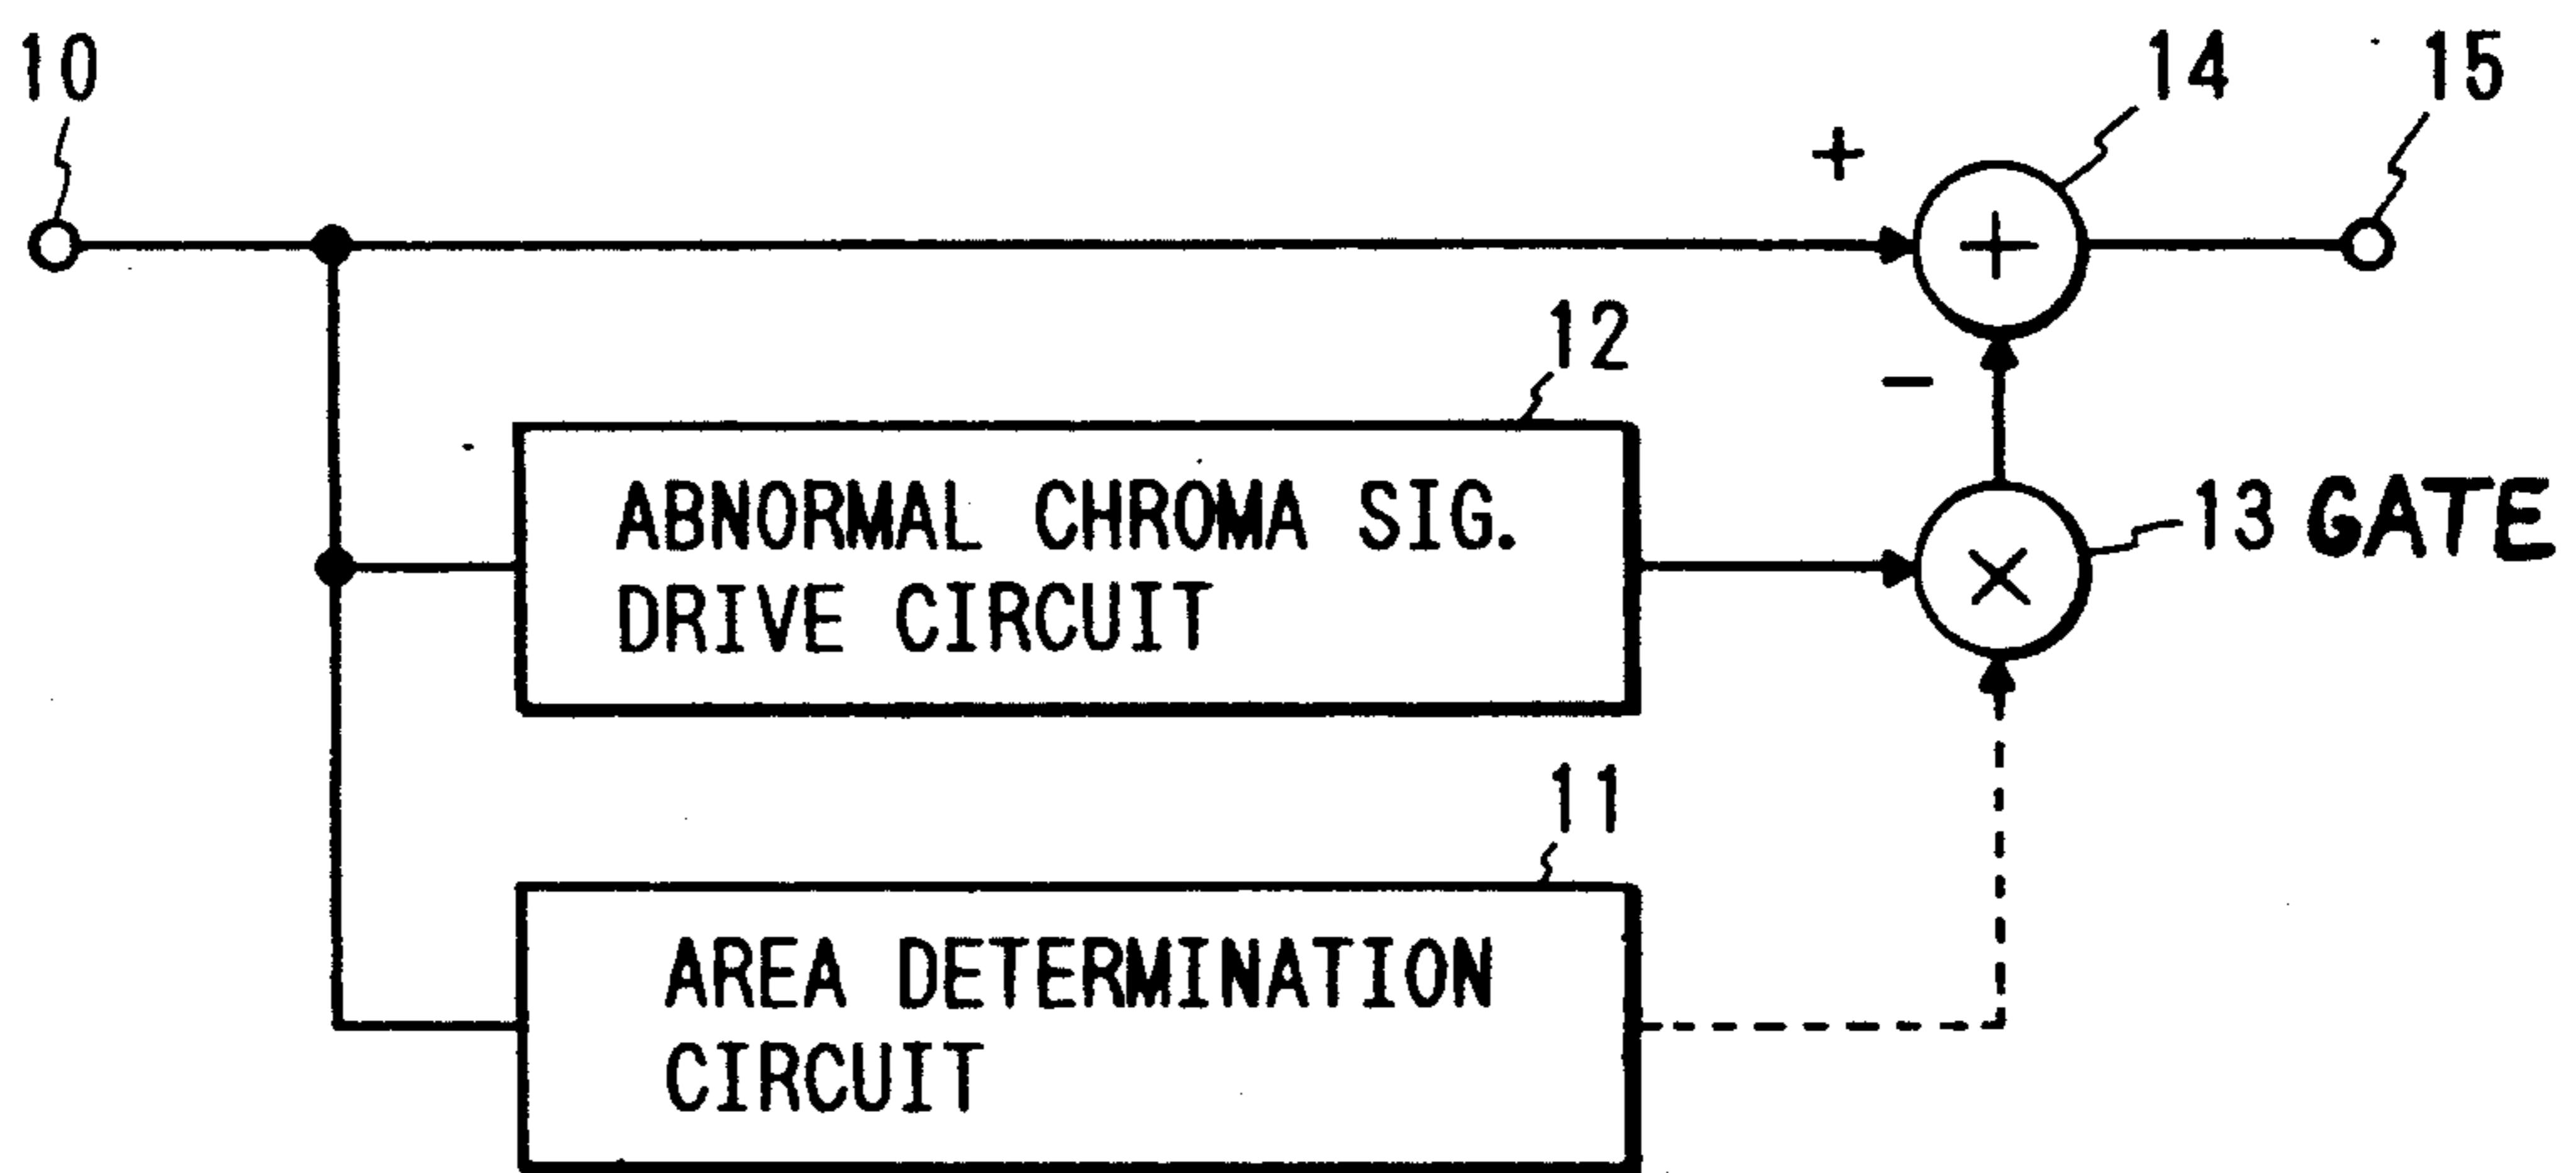 10
14
15
+
+
12
-
ABNORMAL CHROMA SIG.
DRIVE CIRCUIT
13 GATE
×
11
AREA DETERMINATION
CIRCUIT